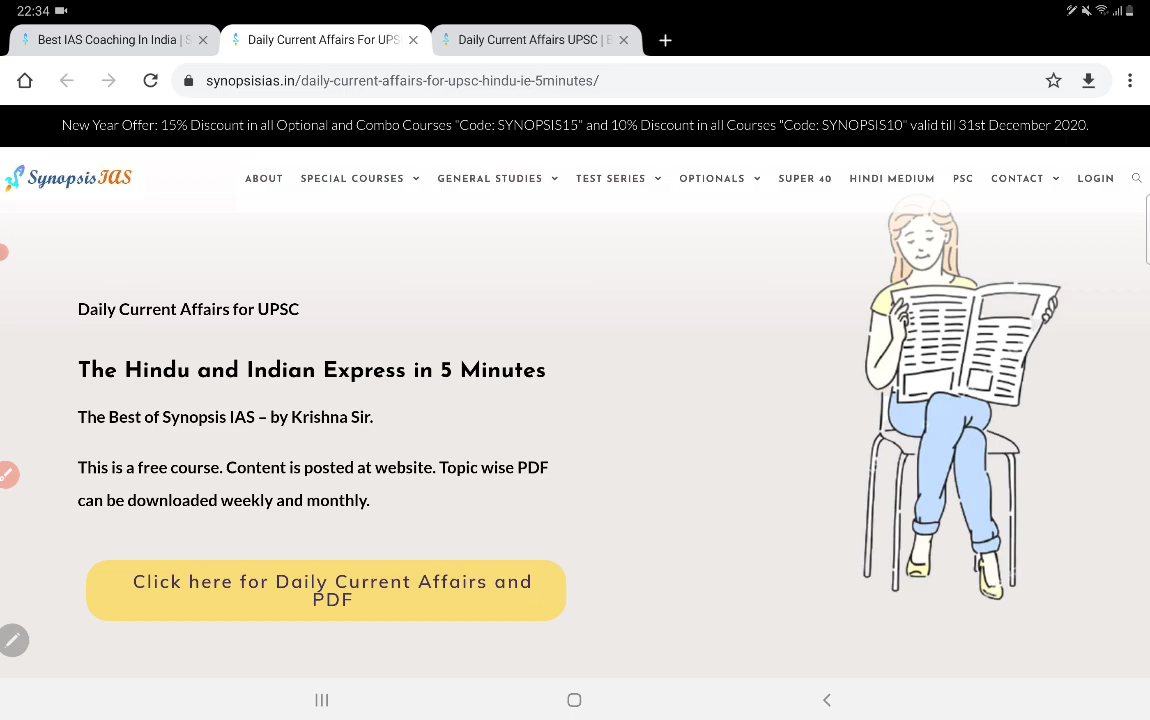 22:34
Best IAS Coaching In India | S
Daily Current Affairs For UPS
Daily Current Affairs UPSC | B
synopsisias.in/daily-current-affairs-for-upsc-hindu-ie-5minutes/
New Year Offer: 15% Discount in all Optional and Combo Courses "Code: SYNOPSIS15" and 10% Discount in all Courses "Code: SYNOPSIS10" valid till 31st December 2020.
SynopsisIAS
ABOUT SPECIAL COURSES GENERAL STUDIES TEST SERIES OPTIONALS SUPER 40 HINDI MEDIUM PSC CONTACT LOGIN
Daily Current Affairs for UPSC
The Hindu and Indian Express in 5 Minutes
The Best of Synopsis IAS – by Krishna Sir.
This is a free course. Content is posted at website. Topic wise PDF
can be downloaded weekly and monthly.
Click here for Daily Current Affairs and
PDF